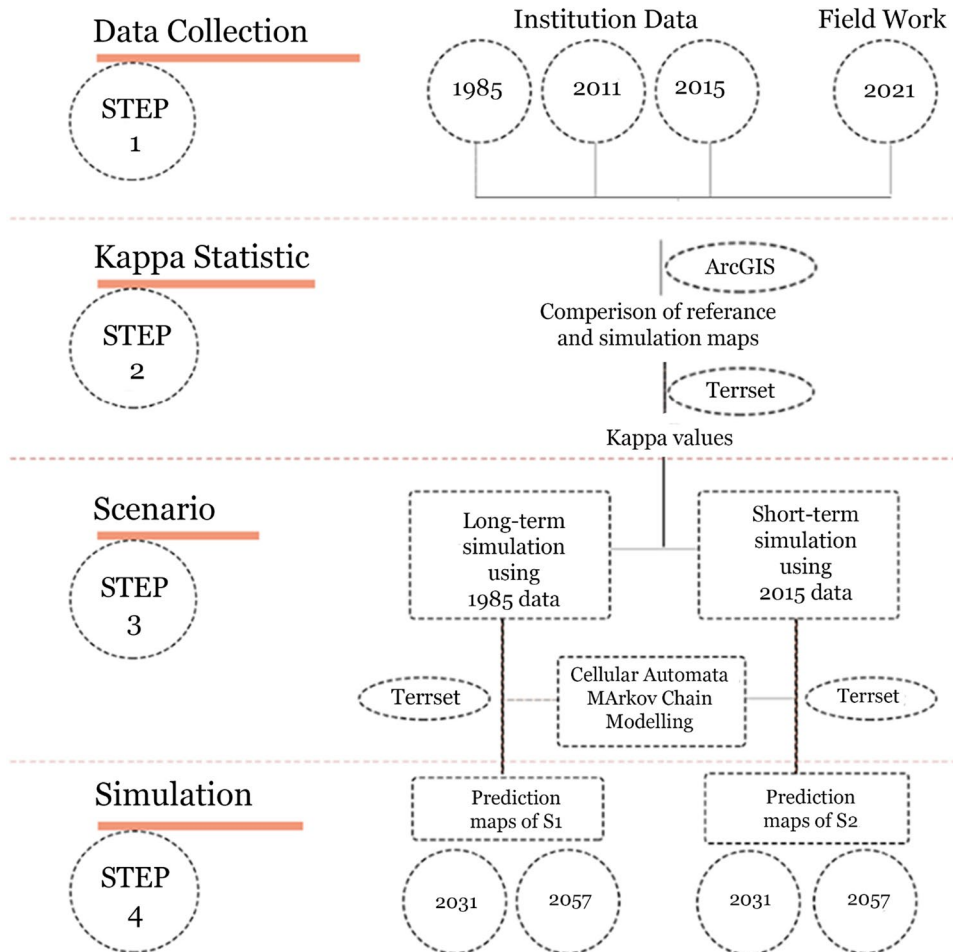 Data Collection
STEP
1
Institution Data
Field Work
1985
2011
2015
2021
Kappa Statistic
STEP
2
ArcGIS
Comparison of referance
and simulation maps
Terrset
Kappa values
Scenario
STEP
3
Long-term
simulation
using
1985 data
Short-term
simulation
using
2015 data
Terrset
Cellular Automata
MArkov Chain
Modelling
Terrset
Simulation
STEP
4
Prediction
maps of S1
Prediction
maps of S2
2031
2057
2031
2057